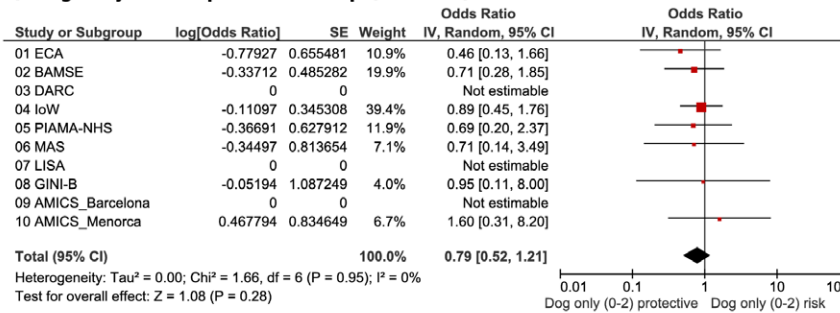 Odds Ratio Odds Ratio
Study or Subgroup log[Odds Ratio] SE Weight IV, Random, 95% CI IV, Random, 95% CI
01 ECA -0.77927 0.655481 10.9% 0.46 [0.13, 1.66]
02 BAMSE -0.33712 0.485282 19.9% 0.71 [0.28, 1.85]
03 DARC 0 0 Not estimable
04 IoW -0.11097 0.345308 39.4% 0.89 [0.45, 1.76]
05 PIAMA-NHS -0.36691 0.627912 11.9% 0.69 [0.20, 2.37]
06 MAS -0.34497 0.813654 7.1% 0.71 [0.14, 3.49]
07 LISA 0 0 Not estimable
08 GINI-B -0.05194 1.087249 4.0% 0.95 [0.11, 8.00]
09 AMICS_Barcelona 0 0 Not estimable
10 AMICS_Menorca 0.467794 0.834649 6.7% 1.60 [0.31, 8.20]
Total (95% CI) 100.0% 0.79 [0.52, 1.21]
Heterogeneity: Tau² = 0.00; Chi² = 1.66, df = 6 (P = 0.95); I² = 0%
Test for overall effect: Z = 1.08 (P = 0.28)
0.01 0.1 1 10
Dog only (0-2) protective Dog only (0-2) risk